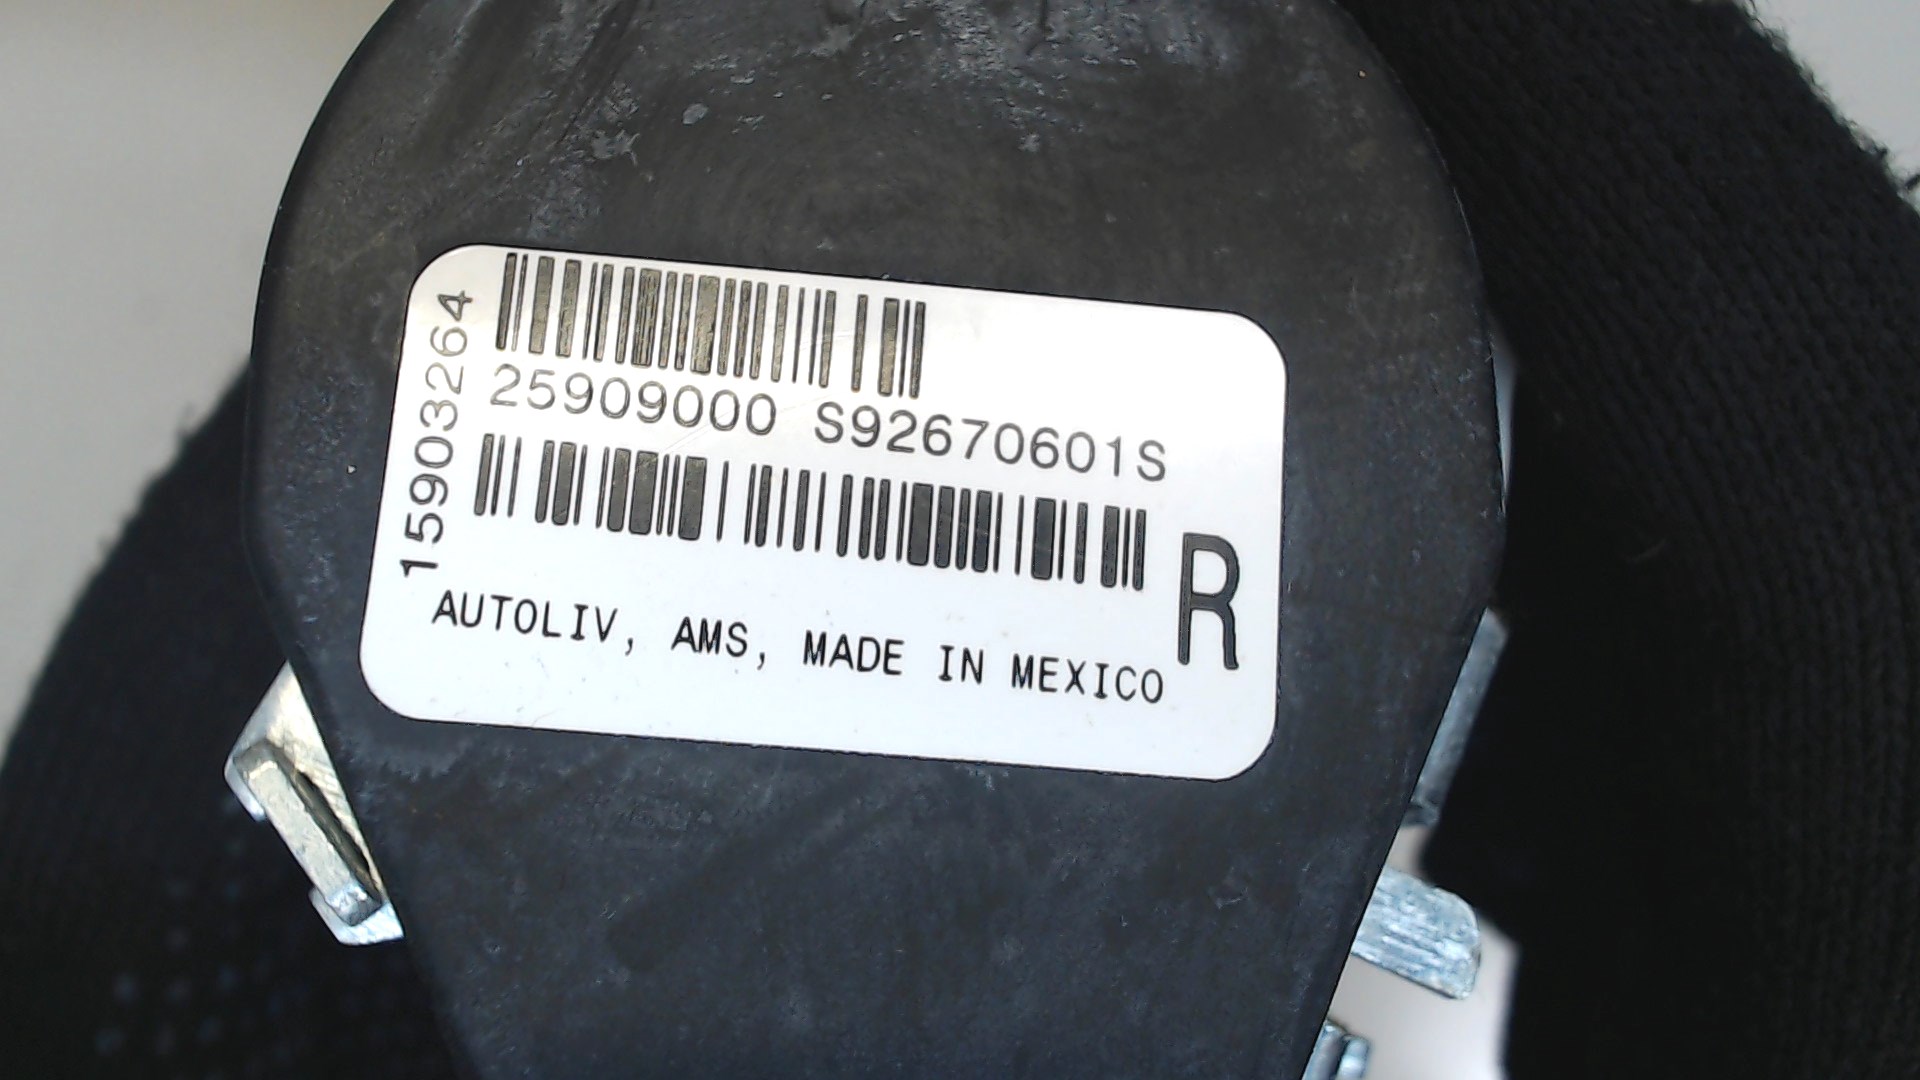 15903264
25909000 S92670601S
R
AUTOLIV, AMS, MADE IN MEXICO